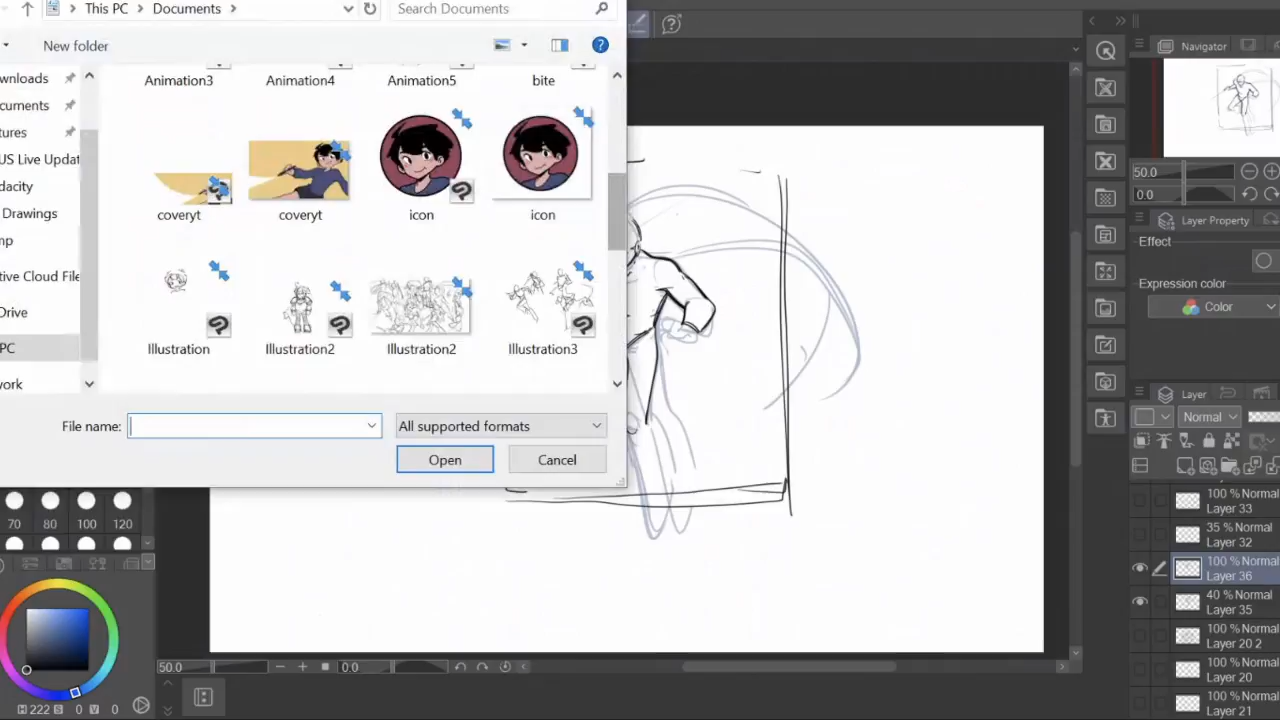 This PC > Documents >
Search Documents
New folder
Animation3
Animation4
Animation5
bite
coveryt
coveryt
icon
icon
Illustration
Illustration2
Illustration2
Illustration3
wnloads
cuments
tures
US Live Updat
dacity
Drawings
mp
tive Cloud File
Drive
PC
work
File name:
All supported formats
Open
Cancel
70 80 100 120
H 222 S 0 V 0
50.0
0.0
Navigator
50.0
0.0
Layer Property
Effect
Expression color
Color
Layer
Normal
100 % Normal
Layer 33
35 % Normal
Layer 32
100 % Normal
Layer 36
40 % Normal
Layer 35
100 % Normal
Layer 20 2
100 % Normal
Layer 20
100 % Normal
Layer 21